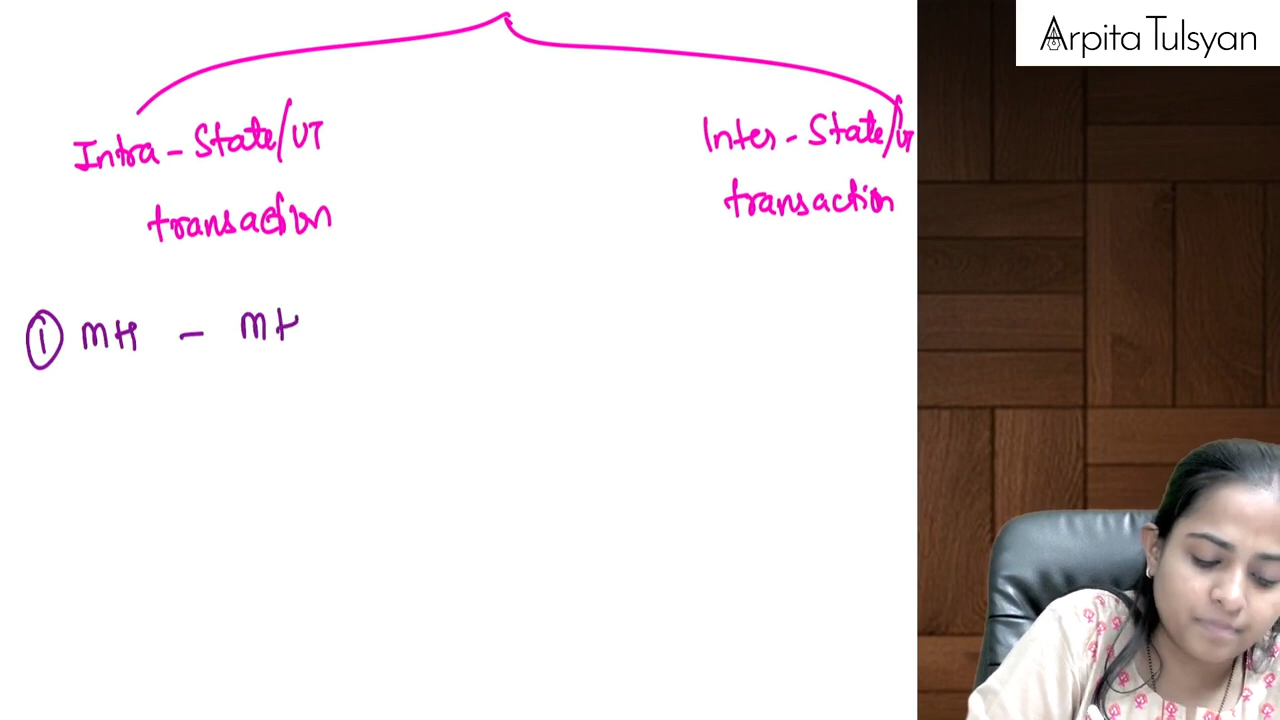 Arpita Tulsyan
Intra - State/UT
transaction
Inter - State/UT
transaction
① MH - MH